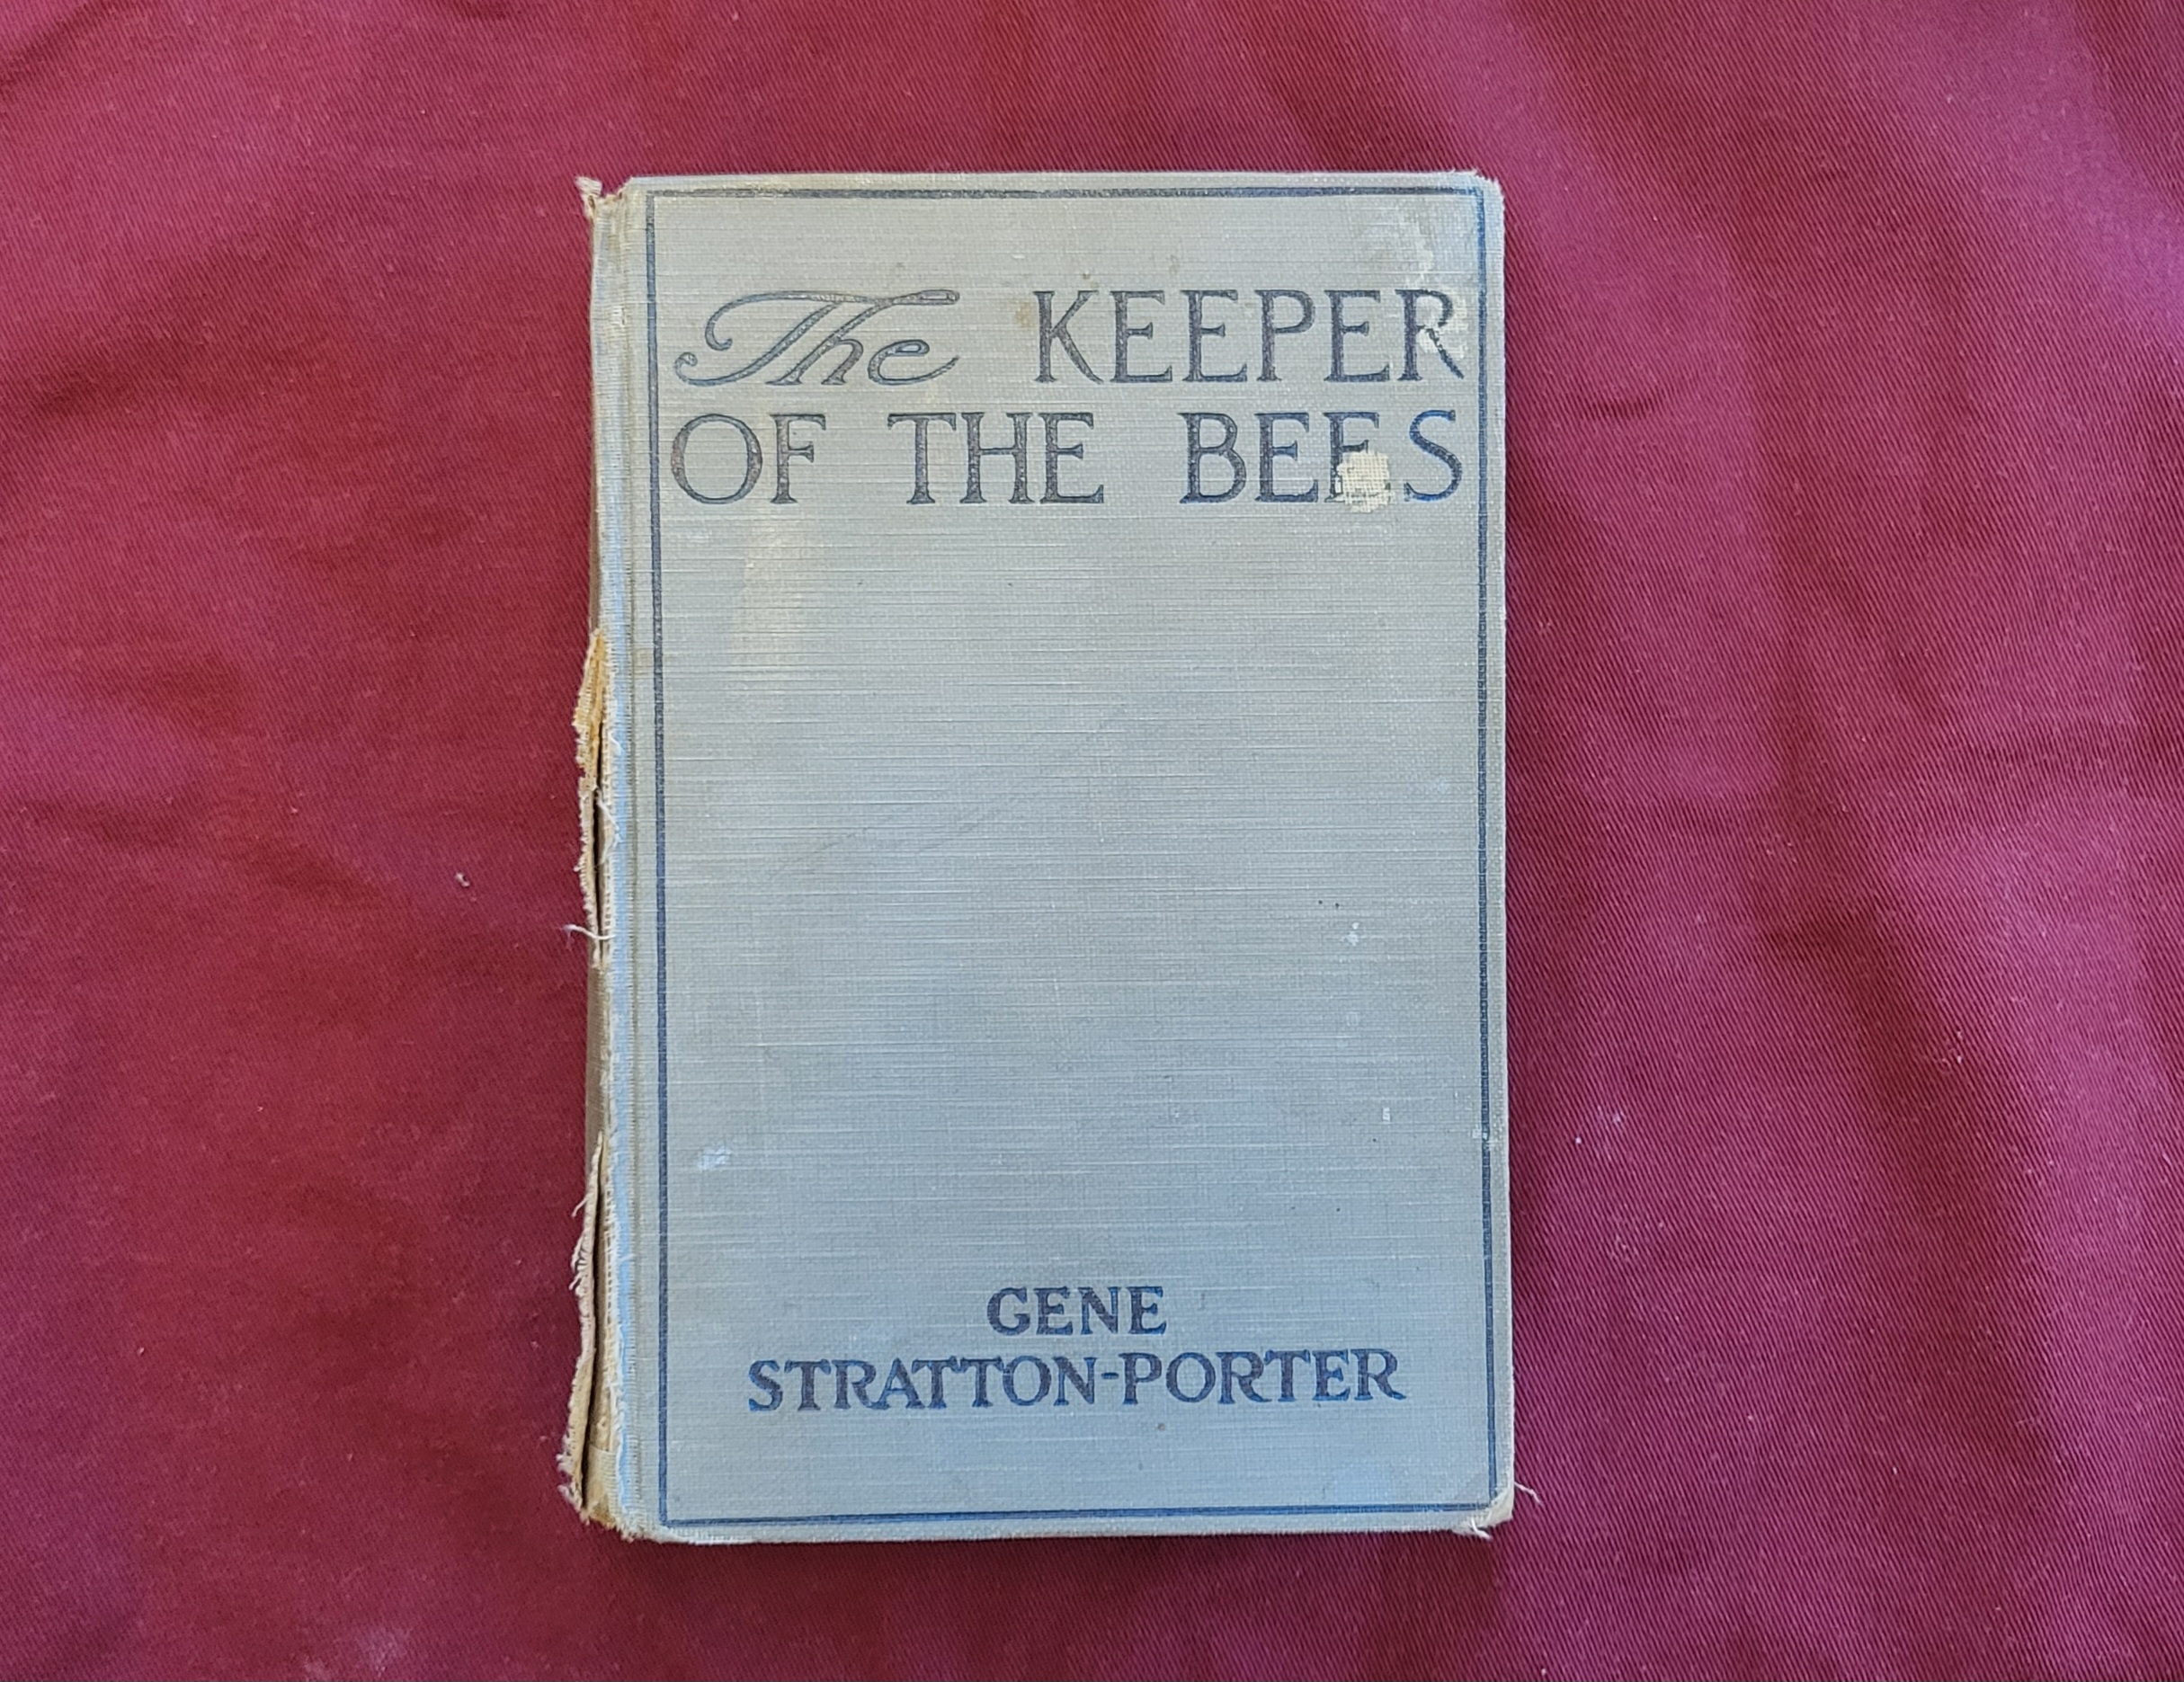 The KEEPER
OF THE BEES
GENE
STRATTON-PORTER